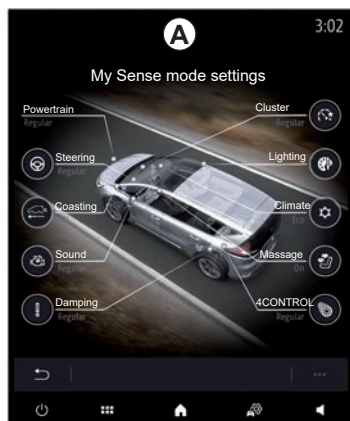 A
3:02
My Sense mode settings
Powertrain
Regular
Cluster
Regular
Steering
Regular
Lighting
Coasting
Climate
Eco
Sound
Regular
Massage
On
Damping
Regular
4CONTROL
Regular